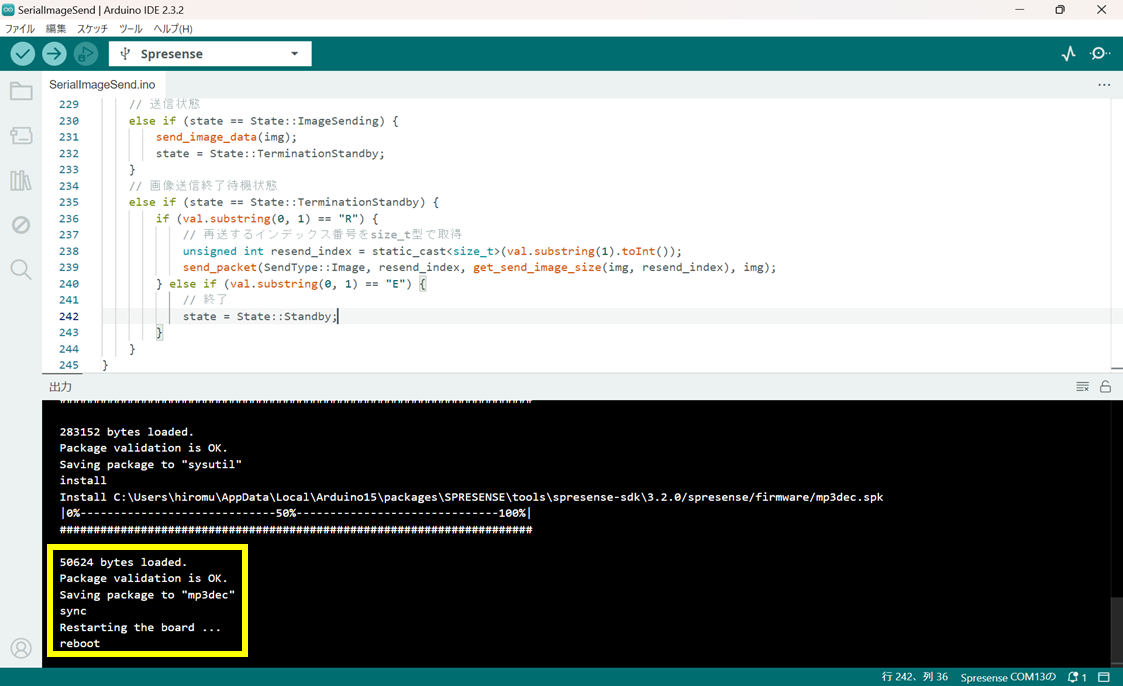 SerialImageSend | Arduino IDE 2.3.2
ファイル 編集 スケッチ ツール ヘルプ(H)
Spresense
SerialImageSend.ino
229 // 送信状態
230 else if (state == State::ImageSending) {
231 send_image_data(img);
232 state = State::TerminationStandby;
233 }
234 // 画像送信終了待機状態
235 else if (state == State::TerminationStandby) {
236 if (val.substring(0, 1) == "R") {
237 // 再送するインデックス番号をsize_t型で取得
238 unsigned int resend_index = static_cast<size_t>(val.substring(1).toInt());
239 send_packet(SendType::Image, resend_index, get_send_image_size(img, resend_index), img);
240 } else if (val.substring(0, 1) == "E") {
241 // 終了
242 state = State::Standby;
243 }
244 }
245 }
出力
283152 bytes loaded.
Package validation is OK.
Saving package to "sysutil"
install
Install C:\Users\hiromu\AppData\Local\Arduino15\packages\SPRESENSE\tools\spresense-sdk\3.2.0/spresense/firmware/mp3dec.spk
|0%-----------------------------50%------------------------------100%|
######################################################################
50624 bytes loaded.
Package validation is OK.
Saving package to "mp3dec"
sync
Restarting the board ...
reboot
行 242、列 36 Spresense COM13の 1